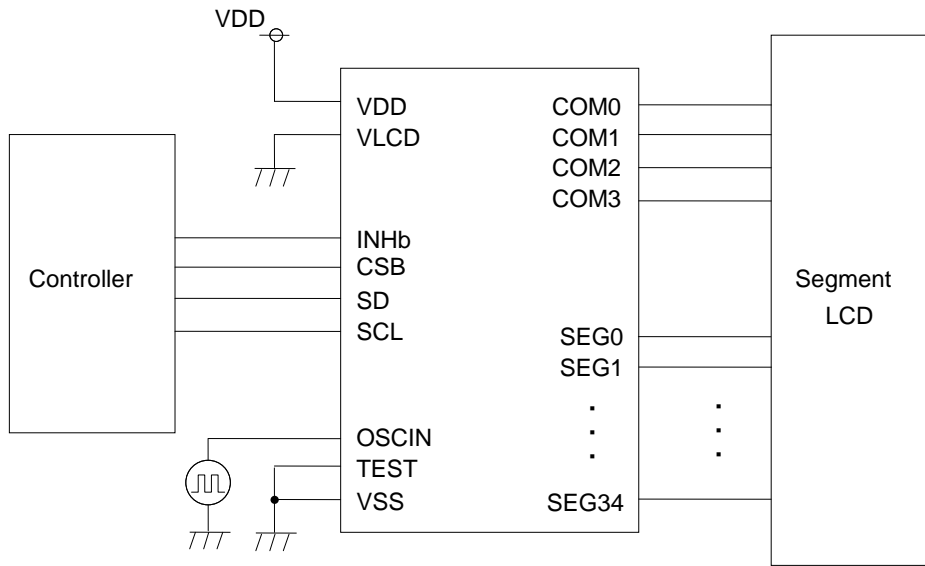 VDD
VDD
VLCD
INHb
CSB
SD
SCL
OSCIN
TEST
VSS
COM0
COM1
COM2
COM3
SEG0
SEG1
SEG34
Controller
Segment
LCD